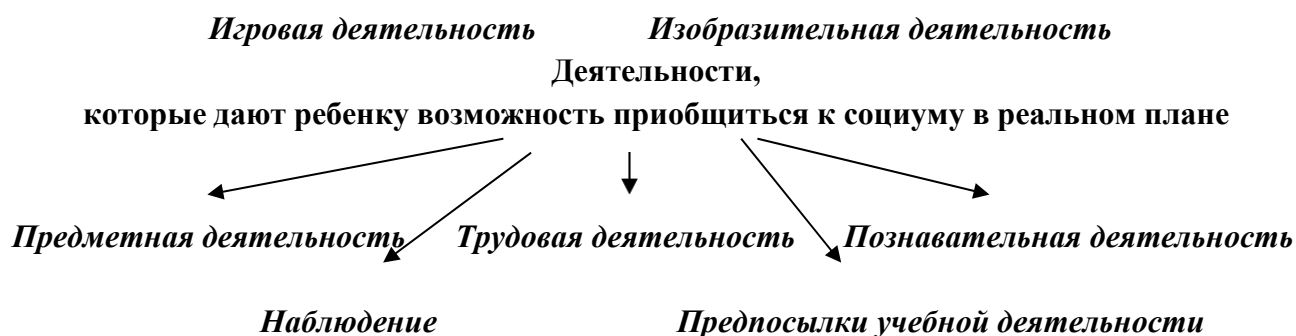 Игровая деятельность Изобразительная деятельность
Деятельности,
которые дают ребенку возможность приобщиться к социуму в реальном плане
Предметная деятельность Трудовая деятельность Познавательная деятельность
Наблюдение Предпосылки учебной деятельности